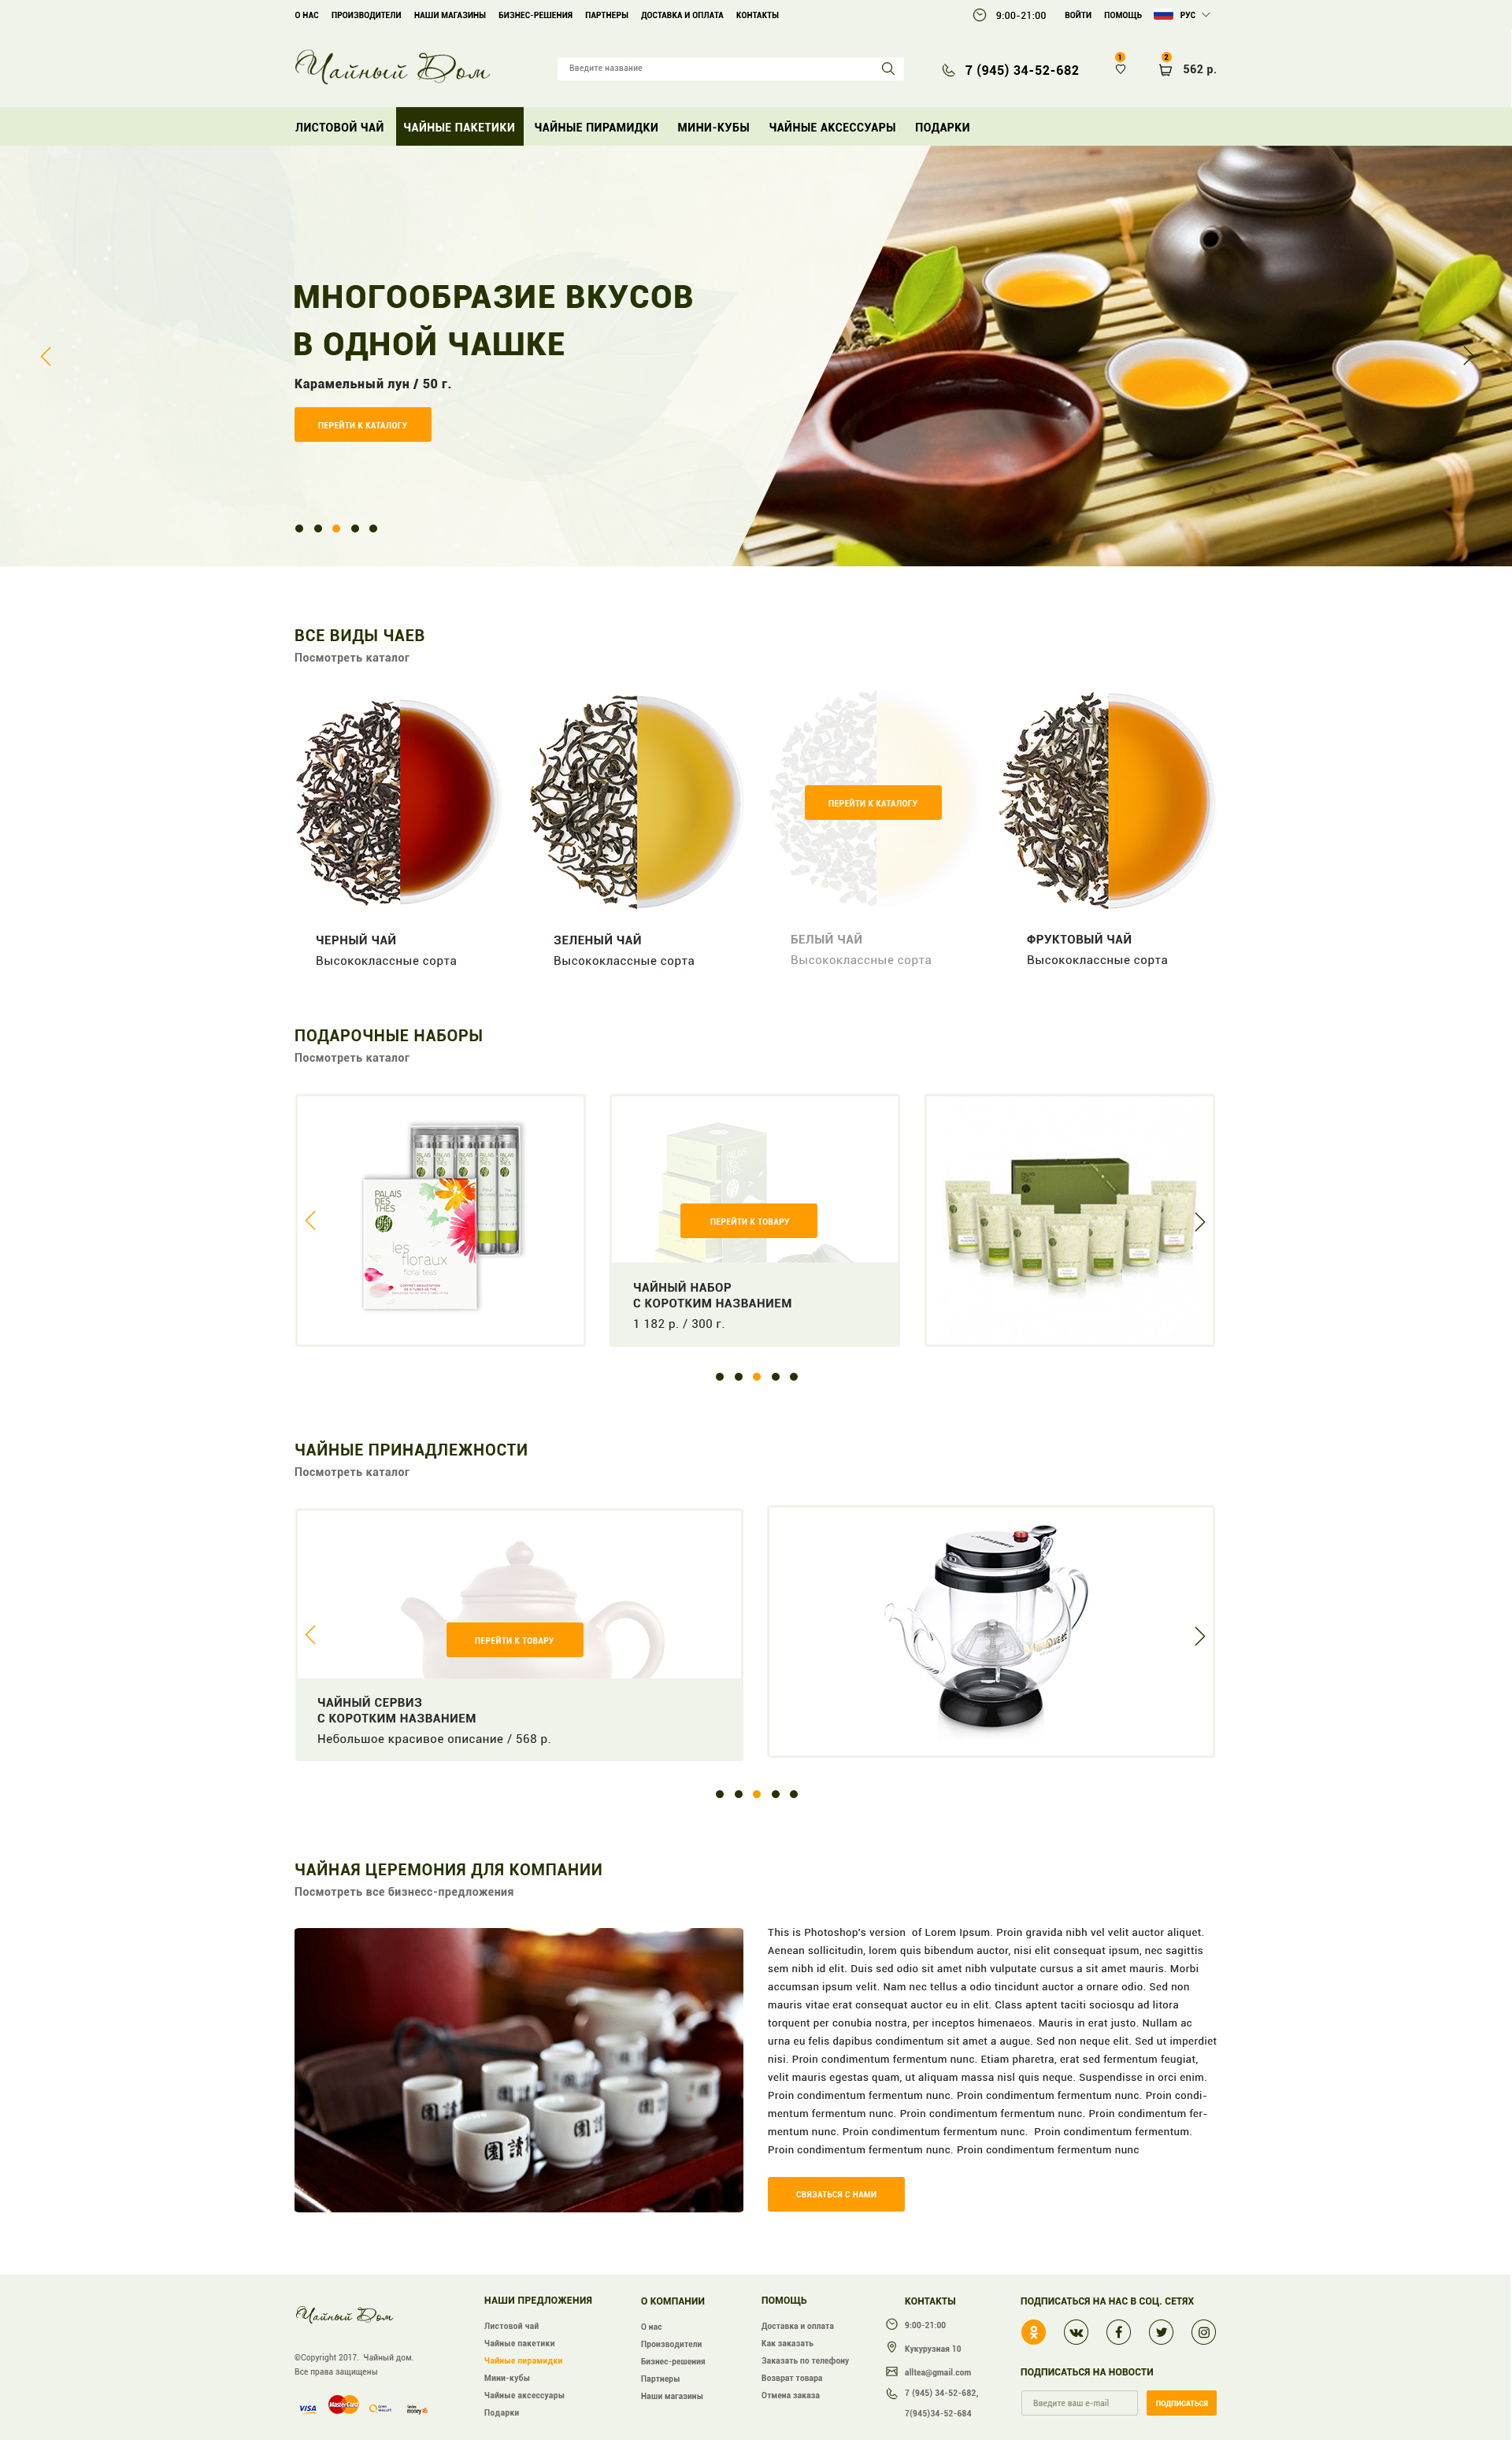 О НАС ПРОИЗВОДИТЕЛИ НАШИ МАГАЗИНЫ БИЗНЕС-РЕШЕНИЯ ПАРТНЕРЫ ДОСТАВКА И ОПЛАТА КОНТАКТЫ 9:00-21:00 ВОЙТИ ПОМОЩЬ РУС
Чайный Дом
Введите название
7 (945) 34-52-682
1
2
562 р.
ЛИСТОВОЙ ЧАЙ ЧАЙНЫЕ ПАКЕТИКИ ЧАЙНЫЕ ПИРАМИДКИ МИНИ-КУБЫ ЧАЙНЫЕ АКСЕССУАРЫ ПОДАРКИ
МНОГООБРАЗИЕ ВКУСОВ
В ОДНОЙ ЧАШКЕ
Карамельный лун / 50 г.
ПЕРЕЙТИ К КАТАЛОГУ
ВСЕ ВИДЫ ЧАЕВ
Посмотреть каталог
ПЕРЕЙТИ К КАТАЛОГУ
ЧЕРНЫЙ ЧАЙ
Высококлассные сорта
ЗЕЛЕНЫЙ ЧАЙ
Высококлассные сорта
БЕЛЫЙ ЧАЙ
Высококлассные сорта
ФРУКТОВЫЙ ЧАЙ
Высококлассные сорта
ПОДАРОЧНЫЕ НАБОРЫ
Посмотреть каталог
PALAIS
DES
THÉS
les
floraux
floral teas
ПЕРЕЙТИ К ТОВАРУ
ЧАЙНЫЙ НАБОР
С КОРОТКИМ НАЗВАНИЕМ
1 182 р. / 300 г.
ЧАЙНЫЕ ПРИНАДЛЕЖНОСТИ
Посмотреть каталог
ПЕРЕЙТИ К ТОВАРУ
ЧАЙНЫЙ СЕРВИЗ
С КОРОТКИМ НАЗВАНИЕМ
Небольшое красивое описание / 568 р.
ЧАЙНАЯ ЦЕРЕМОНИЯ ДЛЯ КОМПАНИИ
Посмотреть все бизнесс-предложения
This is Photoshop's version  of Lorem Ipsum. Proin gravida nibh vel velit auctor aliquet.
Aenean sollicitudin, lorem quis bibendum auctor, nisi elit consequat ipsum, nec sagittis
sem nibh id elit. Duis sed odio sit amet nibh vulputate cursus a sit amet mauris. Morbi
accumsan ipsum velit. Nam nec tellus a odio tincidunt auctor a ornare odio. Sed non
mauris vitae erat consequat auctor eu in elit. Class aptent taciti sociosqu ad litora
torquent per conubia nostra, per inceptos himenaeos. Mauris in erat justo. Nullam ac
urna eu felis dapibus condimentum sit amet a augue. Sed non neque elit. Sed ut imperdiet
nisi. Proin condimentum fermentum nunc. Etiam pharetra, erat sed fermentum feugiat,
velit mauris egestas quam, ut aliquam massa nisl quis neque. Suspendisse in orci enim.
Proin condimentum fermentum nunc. Proin condimentum fermentum nunc. Proin condi-
mentum fermentum nunc. Proin condimentum fermentum nunc. Proin condimentum fer-
mentum nunc. Proin condimentum fermentum nunc.  Proin condimentum fermentum.
Proin condimentum fermentum nunc. Proin condimentum fermentum nunc
СВЯЗАТЬСЯ С НАМИ
Чайный Дом
©Copyright 2017.  Чайный дом.
Все права защищены
VISA MasterCard
НАШИ ПРЕДЛОЖЕНИЯ
Листовой чай
Чайные пакетики
Чайные пирамидки
Мини-кубы
Чайные аксессуары
Подарки
О КОМПАНИИ
О нас
Производители
Бизнес-решения
Партнеры
Наши магазины
ПОМОЩЬ
Доставка и оплата
Как заказать
Заказать по телефону
Возврат товара
Отмена заказа
КОНТАКТЫ
9:00-21:00
Кукурузная 10
alltea@gmail.com
7 (945) 34-52-682,
7(945)34-52-684
ПОДПИСАТЬСЯ НА НАС В СОЦ. СЕТЯХ
ПОДПИСАТЬСЯ НА НОВОСТИ
Введите ваш e-mail
ПОДПИСАТЬСЯ